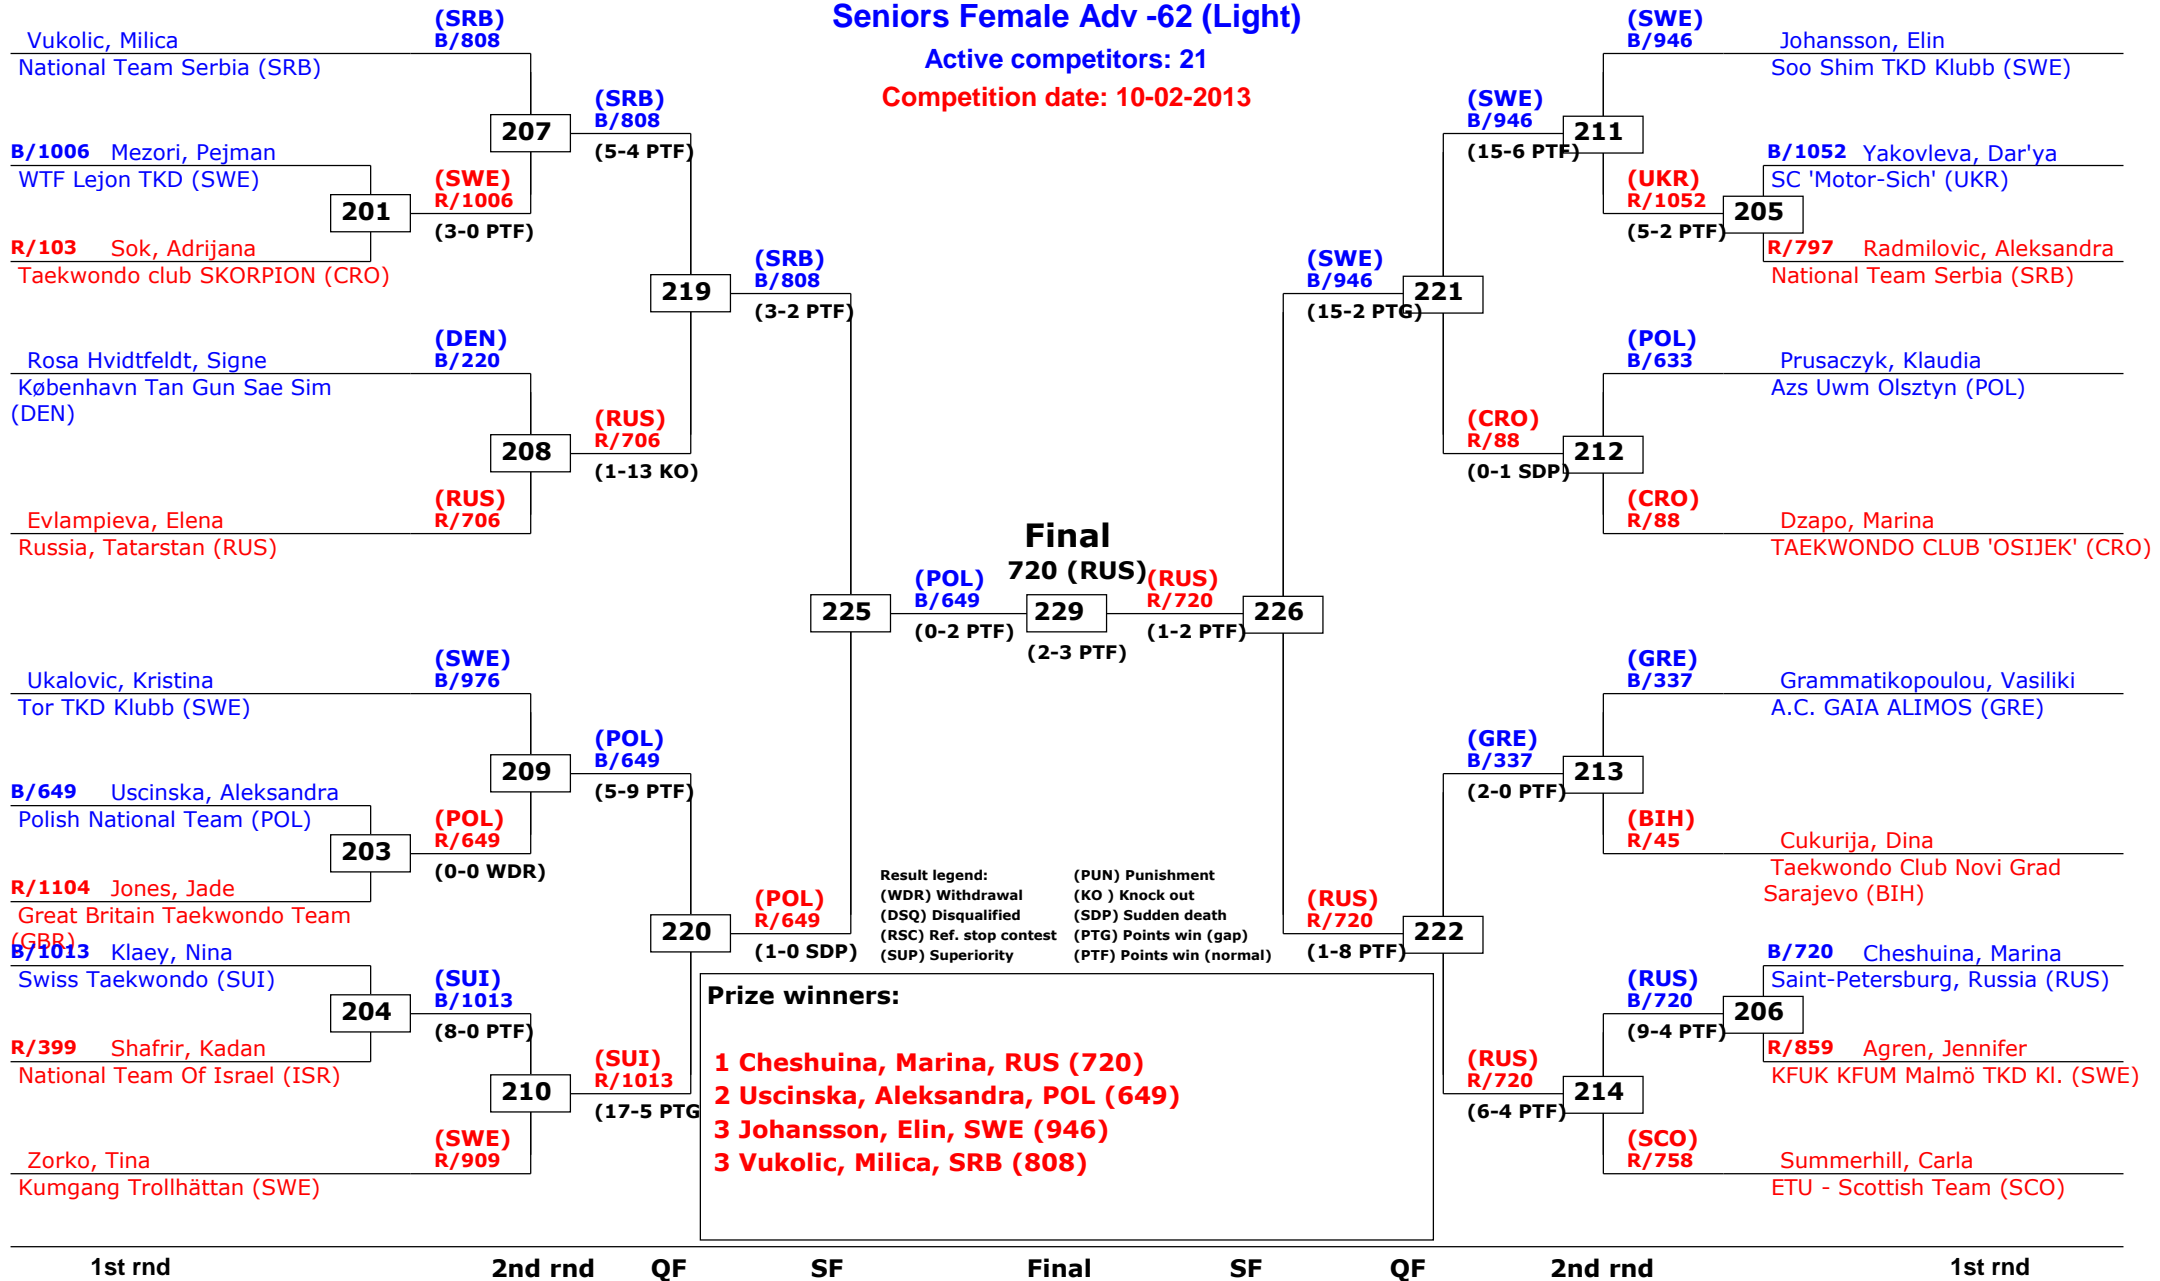 Seniors Female Adv -62 (Light)
Active competitors: 21
Competition date: 10-02-2013
Vukolic, Milica
National Team Serbia (SRB)
(SRB)
B/808
B/1006 Mezori, Pejman
WTF Lejon TKD (SWE)
201
R/103 Sok, Adrijana
Taekwondo club SKORPION (CRO)
(SWE)
R/1006
(3-0 PTF)
207
(SRB)
B/808
(5-4 PTF)
Rosa Hvidtfeldt, Signe
København Tan Gun Sae Sim
(DEN)
(DEN)
B/220
208
Evlampieva, Elena
Russia, Tatarstan (RUS)
(RUS)
R/706
(RUS)
R/706
(1-13 KO)
219
(SRB)
B/808
(3-2 PTF)
Ukalovic, Kristina
Tor TKD Klubb (SWE)
(SWE)
B/976
B/649 Uscinska, Aleksandra
Polish National Team (POL)
203
R/1104 Jones, Jade
Great Britain Taekwondo Team
(GBR)
(POL)
R/649
(0-0 WDR)
209
(POL)
B/649
(5-9 PTF)
B/1013 Klaey, Nina
Swiss Taekwondo (SUI)
204
R/399 Shafrir, Kadan
National Team Of Israel (ISR)
(SUI)
B/1013
(8-0 PTF)
210
Zorko, Tina
Kumgang Trollhättan (SWE)
(SWE)
R/909
(SUI)
R/1013
(17-5 PTG
220
(POL)
R/649
(1-0 SDP)
225
(POL)
B/649
(0-2 PTF)
Final
720 (RUS)
229
(2-3 PTF)
(RUS)
R/720
(1-2 PTF)
226
(SWE)
B/946
(15-2 PTG)
221
(SWE)
B/946
(15-6 PTF)
211
(SWE)
B/946
Johansson, Elin
Soo Shim TKD Klubb (SWE)
(UKR)
R/1052
(5-2 PTF)
205
B/1052 Yakovleva, Dar'ya
SC 'Motor-Sich' (UKR)
R/797 Radmilovic, Aleksandra
National Team Serbia (SRB)
(CRO)
R/88
(0-1 SDP)
212
(POL)
B/633
Prusaczyk, Klaudia
Azs Uwm Olsztyn (POL)
(CRO)
R/88
Dzapo, Marina
TAEKWONDO CLUB 'OSIJEK' (CRO)
(RUS)
R/720
(1-8 PTF)
222
(GRE)
B/337
(2-0 PTF)
213
(GRE)
B/337
Grammatikopoulou, Vasiliki
A.C. GAIA ALIMOS (GRE)
(BIH)
R/45
Cukurija, Dina
Taekwondo Club Novi Grad
Sarajevo (BIH)
(RUS)
R/720
(6-4 PTF)
214
(RUS)
B/720
(9-4 PTF)
206
B/720 Cheshuina, Marina
Saint-Petersburg, Russia (RUS)
R/859 Agren, Jennifer
KFUK KFUM Malmö TKD Kl. (SWE)
(SCO)
R/758
Summerhill, Carla
ETU - Scottish Team (SCO)
Result legend: (PUN) Punishment
(WDR) Withdrawal (KO ) Knock out
(DSQ) Disqualified (SDP) Sudden death
(RSC) Ref. stop contest (PTG) Points win (gap)
(SUP) Superiority (PTF) Points win (normal)
Prize winners:
1 Cheshuina, Marina, RUS (720)
2 Uscinska, Aleksandra, POL (649)
3 Johansson, Elin, SWE (946)
3 Vukolic, Milica, SRB (808)
1st rnd 2nd rnd QF SF Final SF QF 2nd rnd 1st rnd